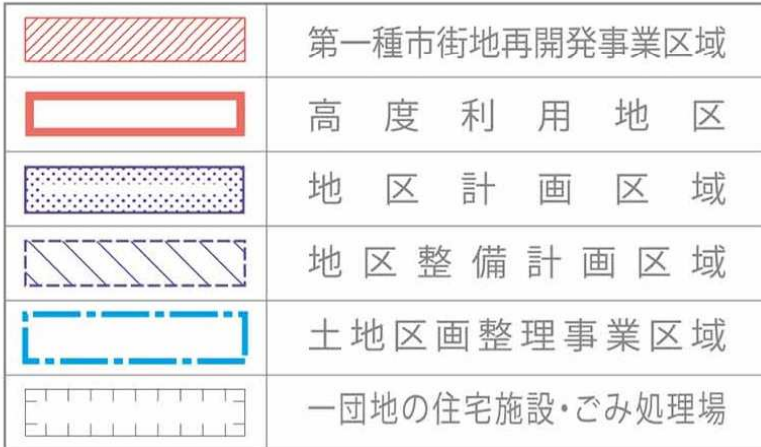 第一種市街地再開発事業区域
高度利用地区
地区計画区域
地区整備計画区域
土地区画整理事業区域
一団地の住宅施設・ごみ処理場